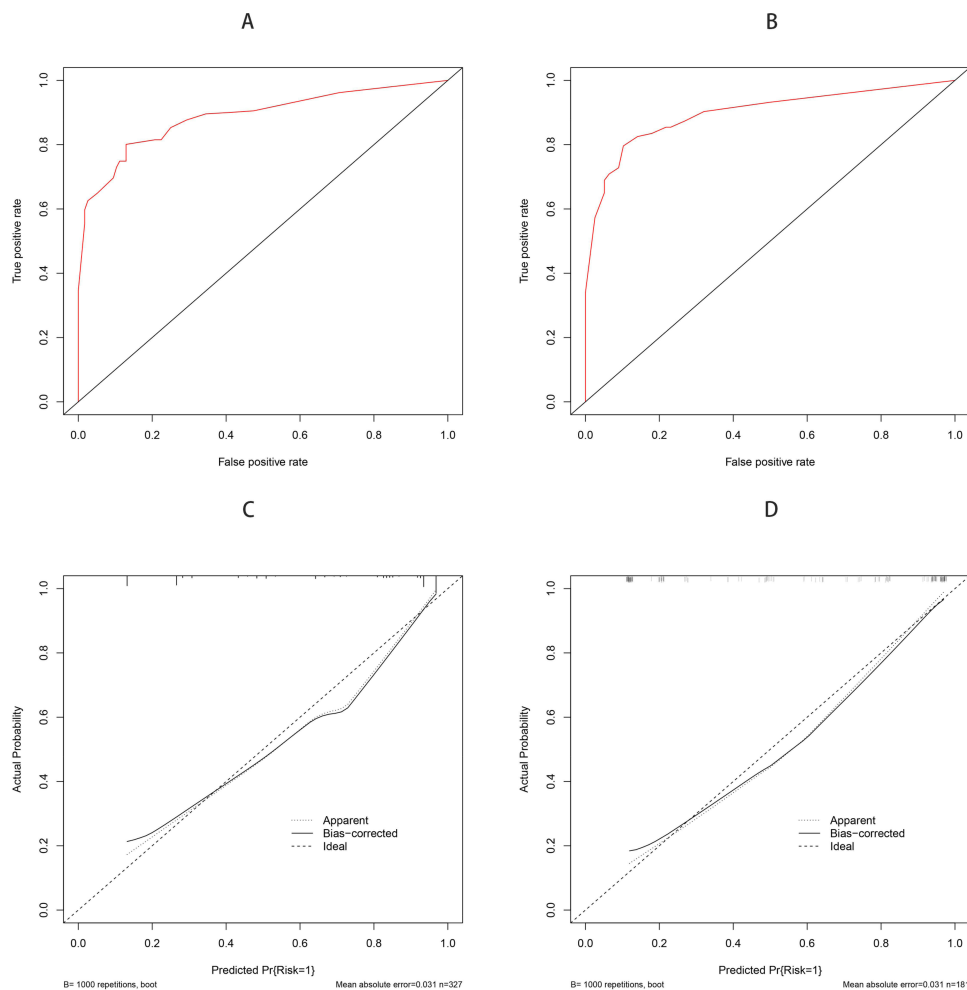 A
True positive rate
0.0 0.2 0.4 0.6 0.8 1.0
0.0 0.2 0.4 0.6 0.8 1.0
False positive rate
B
True positive rate
0.0 0.2 0.4 0.6 0.8 1.0
0.0 0.2 0.4 0.6 0.8 1.0
False positive rate
C
Actual Probability
0.0 0.2 0.4 0.6 0.8 1.0
Apparent
Bias-corrected
Ideal
0.0 0.2 0.4 0.6 0.8 1.0
Predicted Pr{Risk=1}
B= 1000 repetitions, boot
Mean absolute error=0.031 n=327
D
Actual Probability
0.0 0.2 0.4 0.6 0.8 1.0
Apparent
Bias-corrected
Ideal
0.0 0.2 0.4 0.6 0.8 1.0
Predicted Pr{Risk=1}
B= 1000 repetitions, boot
Mean absolute error=0.031 n=181